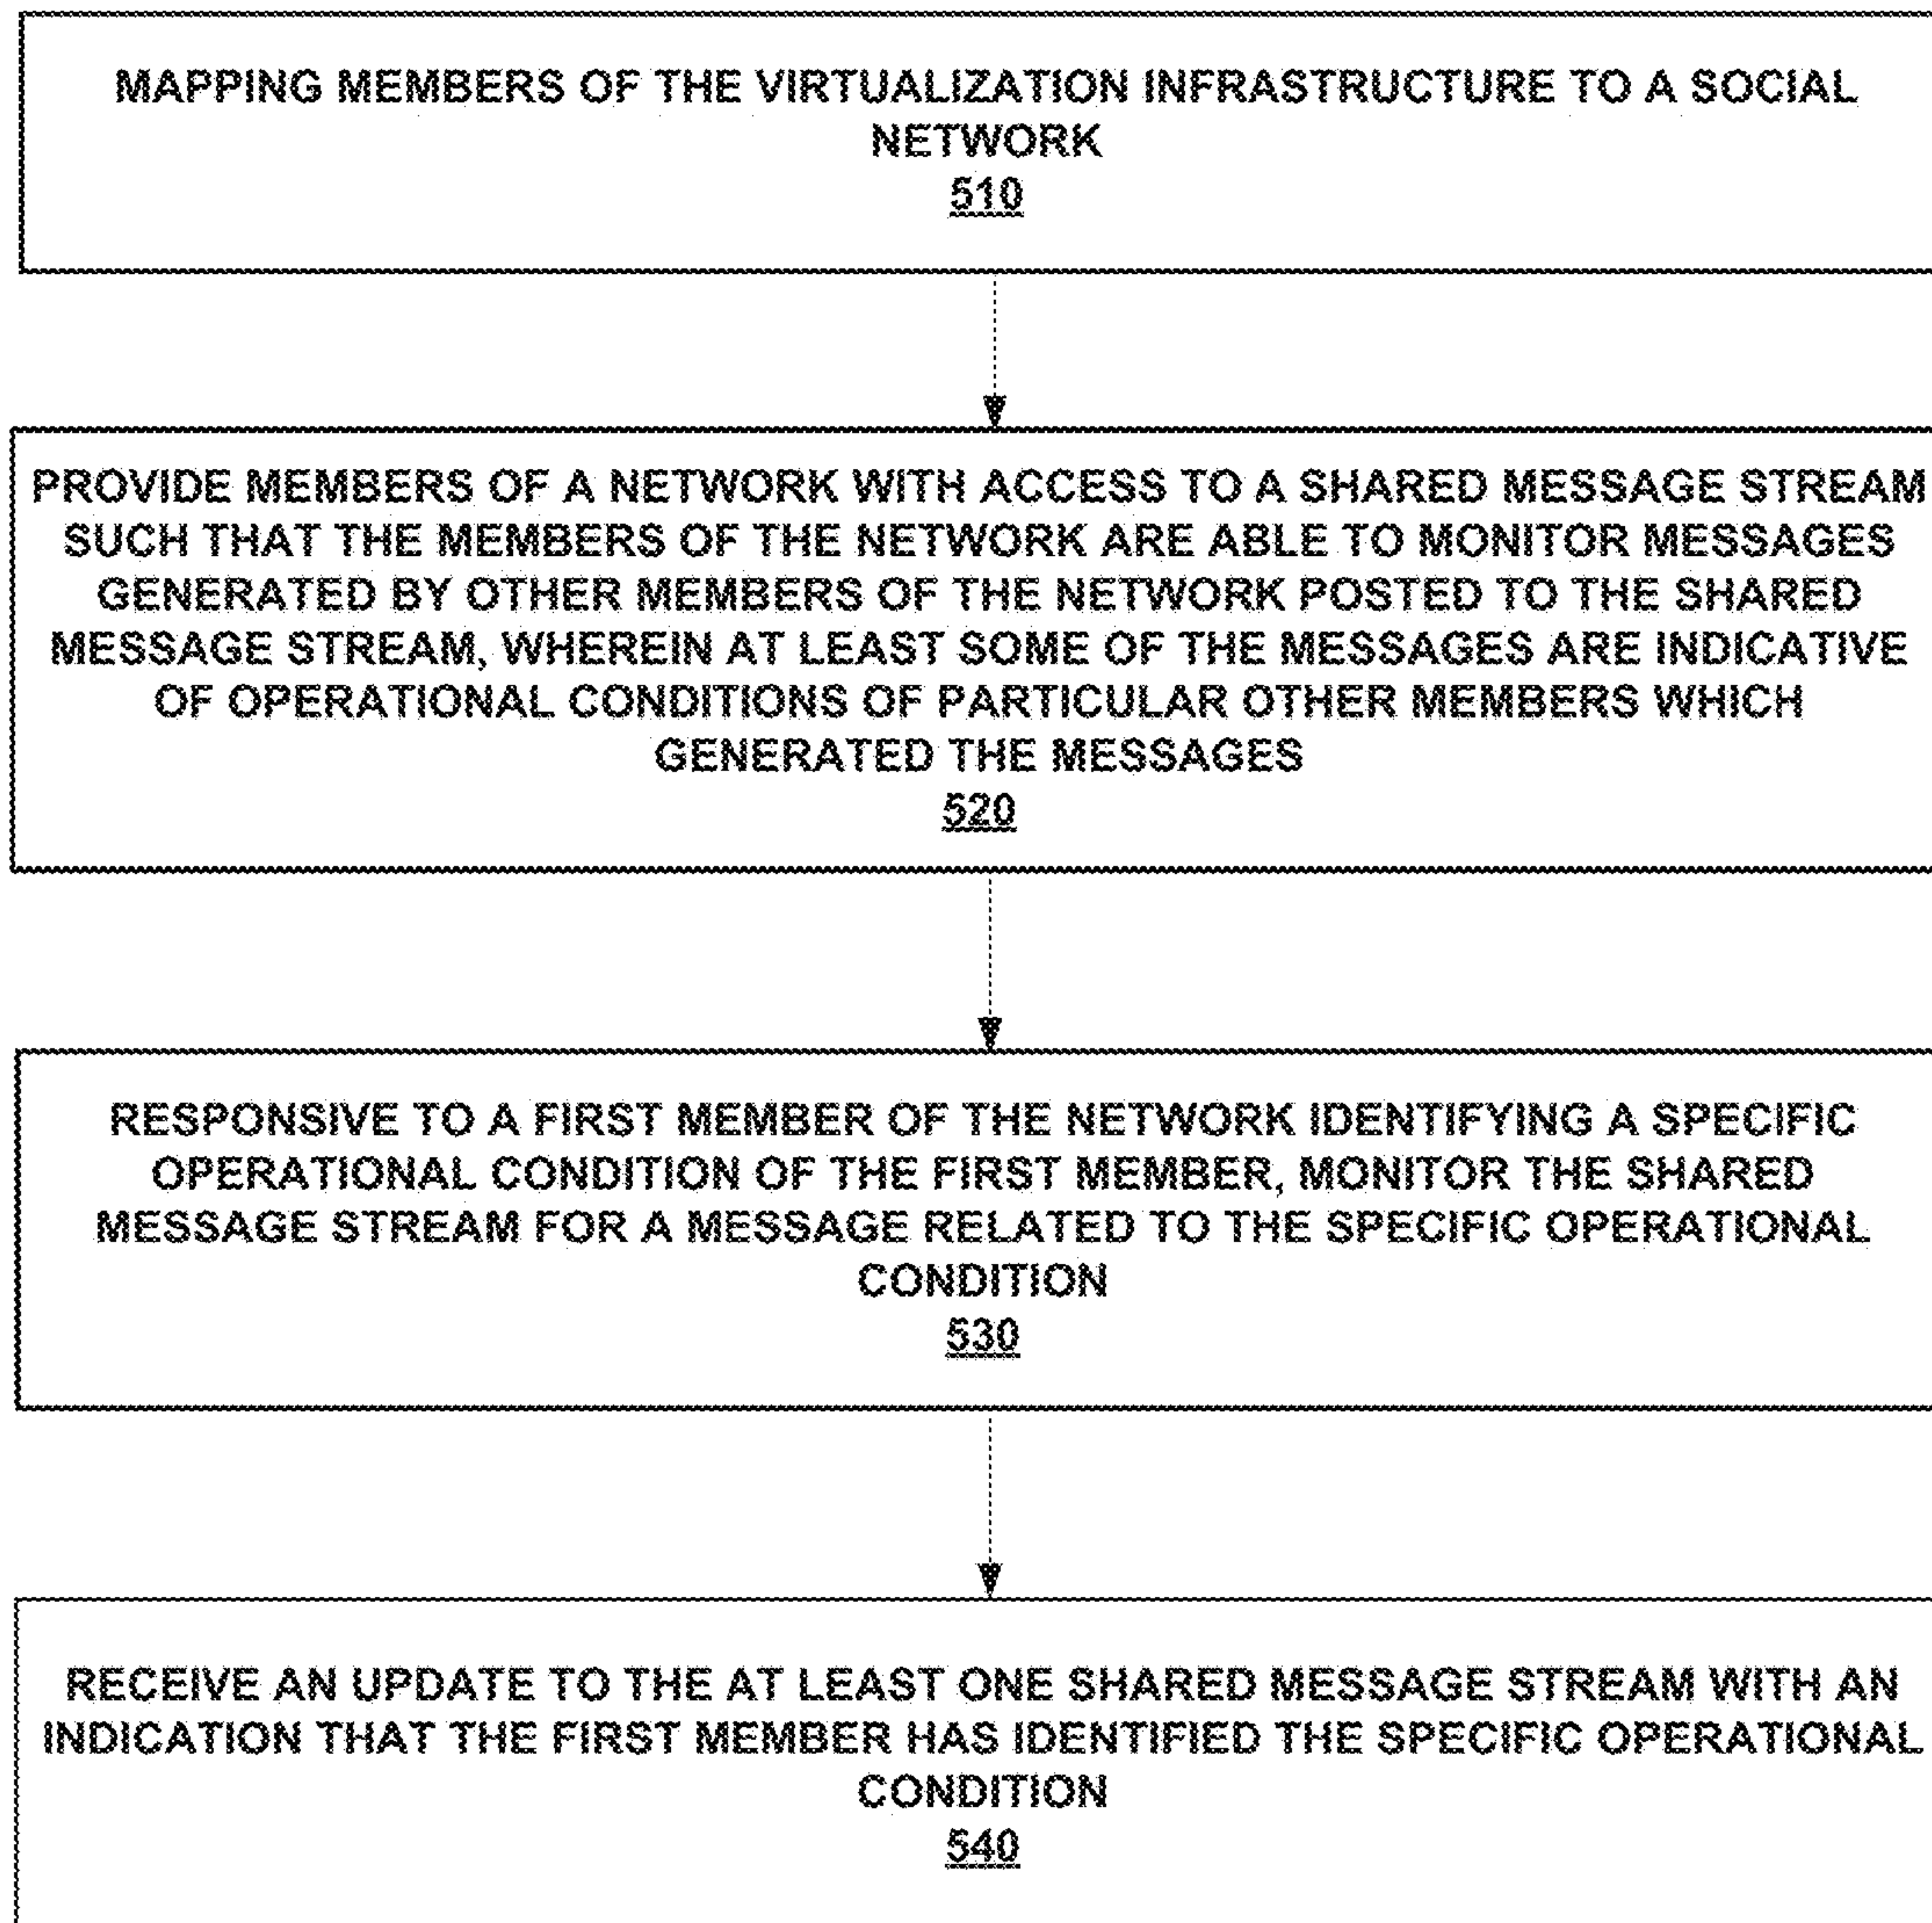 MAPPING MEMBERS OF THE VIRTUALIZATION INFRASTRUCTURE TO A SOCIAL
NETWORK
510
PROVIDE MEMBERS OF A NETWORK WITH ACCESS TO A SHARED MESSAGE STREAM
SUCH THAT THE MEMBERS OF THE NETWORK ARE ABLE TO MONITOR MESSAGES
GENERATED BY OTHER MEMBERS OF THE NETWORK POSTED TO THE SHARED
MESSAGE STREAM, WHEREIN AT LEAST SOME OF THE MESSAGES ARE INDICATIVE
OF OPERATIONAL CONDITIONS OF PARTICULAR OTHER MEMBERS WHICH
GENERATED THE MESSAGES
520
RESPONSIVE TO A FIRST MEMBER OF THE NETWORK IDENTIFYING A SPECIFIC
OPERATIONAL CONDITION OF THE FIRST MEMBER, MONITOR THE SHARED
MESSAGE STREAM FOR A MESSAGE RELATED TO THE SPECIFIC OPERATIONAL
CONDITION
530
RECEIVE AN UPDATE TO THE AT LEAST ONE SHARED MESSAGE STREAM WITH AN
INDICATION THAT THE FIRST MEMBER HAS IDENTIFIED THE SPECIFIC OPERATIONAL
CONDITION
540